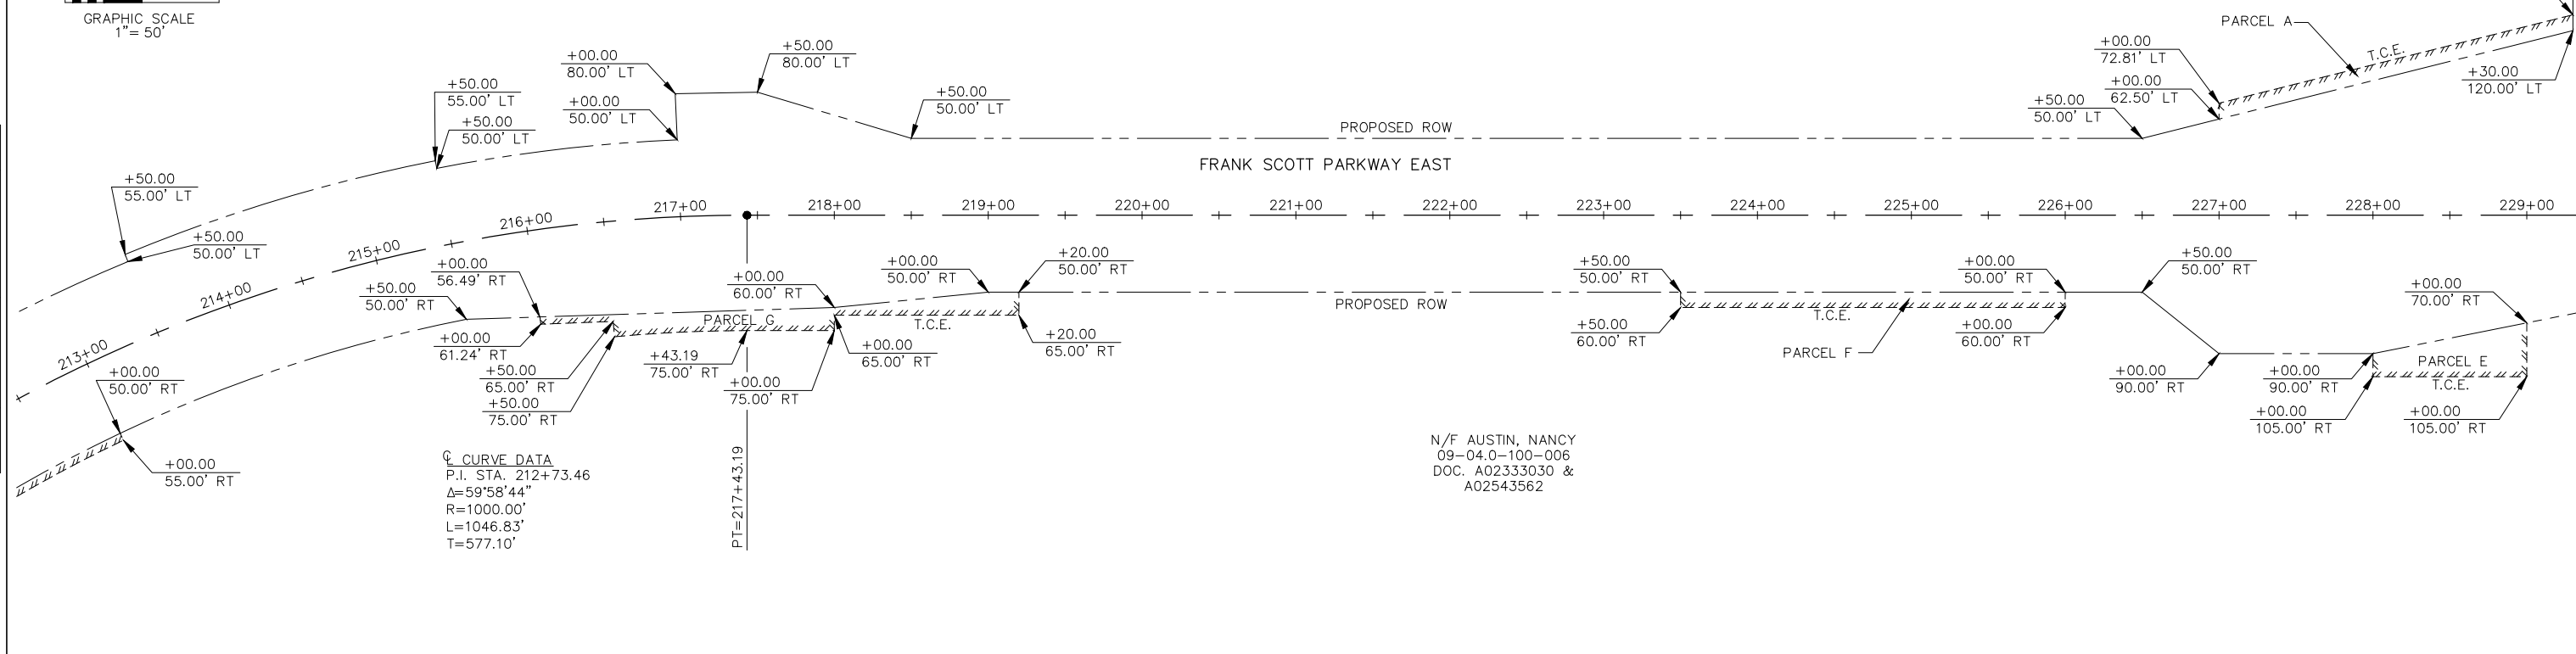 GRAPHIC SCALE
1"= 50'
+00.00
80.00' LT
+50.00
80.00' LT
+50.00
55.00' LT
+50.00
50.00' LT
+00.00
50.00' LT
+50.00
50.00' LT
+50.00
55.00' LT
+50.00
50.00' LT
PROPOSED ROW
FRANK SCOTT PARKWAY EAST
PARCEL A
T.C.E.
+00.00
72.81' LT
+00.00
62.50' LT
+50.00
50.00' LT
+30.00
120.00' LT
213+00
214+00
215+00
216+00
217+00
218+00
219+00
220+00
221+00
222+00
223+00
224+00
225+00
226+00
227+00
228+00
229+00
+00.00
50.00' RT
+00.00
55.00' RT
+50.00
50.00' RT
+00.00
56.49' RT
+00.00
61.24' RT
+50.00
65.00' RT
+50.00
75.00' RT
PARCEL G
+43.19
75.00' RT
+00.00
60.00' RT
+00.00
75.00' RT
+00.00
65.00' RT
T.C.E.
+00.00
50.00' RT
+20.00
50.00' RT
+20.00
65.00' RT
PROPOSED ROW
+50.00
50.00' RT
+50.00
60.00' RT
T.C.E.
PARCEL F
+00.00
50.00' RT
+00.00
60.00' RT
+50.00
50.00' RT
+00.00
90.00' RT
+00.00
90.00' RT
+00.00
70.00' RT
PARCEL E
T.C.E.
+00.00
105.00' RT
+00.00
105.00' RT
PT=217+43.19
℄ CURVE DATA
P.I. STA. 212+73.46
Δ=59°58'44"
R=1000.00'
L=1046.83'
T=577.10'
N/F AUSTIN, NANCY
09-04.0-100-006
DOC. A02333030 &
A02543562